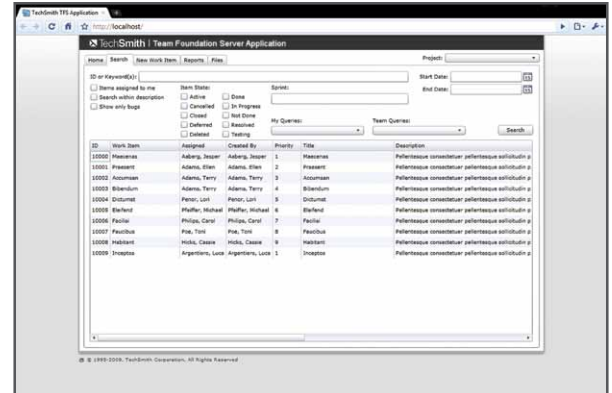 TechSmith TFS Application
http://localhost/
TechSmith | Team Foundation Server Application
Home Search New Work Item Reports Files Project:
ID or Keyword(s): Start Date:
Items assigned to me Item State: Sprint: End Date:
Search within description Active Done
Show only bugs Cancelled In Progress
Closed Not Done My Queries: Team Queries:
Deferred Resolved Search
Deleted Testing
ID Work Item Assigned Created By Priority Title Description
10000 Maecenas Aaberg, Jesper Aaberg, Jesper 1 Maecenas Pellentesque consectetuer pellentesque sollicitudin p
10001 Praesent Adams, Ellen Adams, Ellen 2 Praesent Pellentesque consectetuer pellentesque sollicitudin p
10002 Accumsan Adams, Terry Adams, Terry 3 Accumsan Pellentesque consectetuer pellentesque sollicitudin p
10003 Bibendum Adams, Terry Adams, Terry 4 Bibendum Pellentesque consectetuer pellentesque sollicitudin p
10004 Dictumst Penor, Lori Penor, Lori 5 Dictumst Pellentesque consectetuer pellentesque sollicitudin p
10005 Eleifend Pfeiffer, Michael Pfeiffer, Michael 6 Eleifend Pellentesque consectetuer pellentesque sollicitudin p
10006 Facilisi Philips, Carol Philips, Carol 7 Facilisi Pellentesque consectetuer pellentesque sollicitudin p
10007 Faucibus Poe, Toni Poe, Toni 8 Faucibus Pellentesque consectetuer pellentesque sollicitudin p
10008 Habitant Hicks, Cassie Hicks, Cassie 9 Habitant Pellentesque consectetuer pellentesque sollicitudin p
10009 Inceptos Argentiero, Luca Argentiero, Luca 1 Inceptos Pellentesque consectetuer pellentesque sollicitudin p
© 1999-2009, TechSmith Corporation, All Rights Reserved